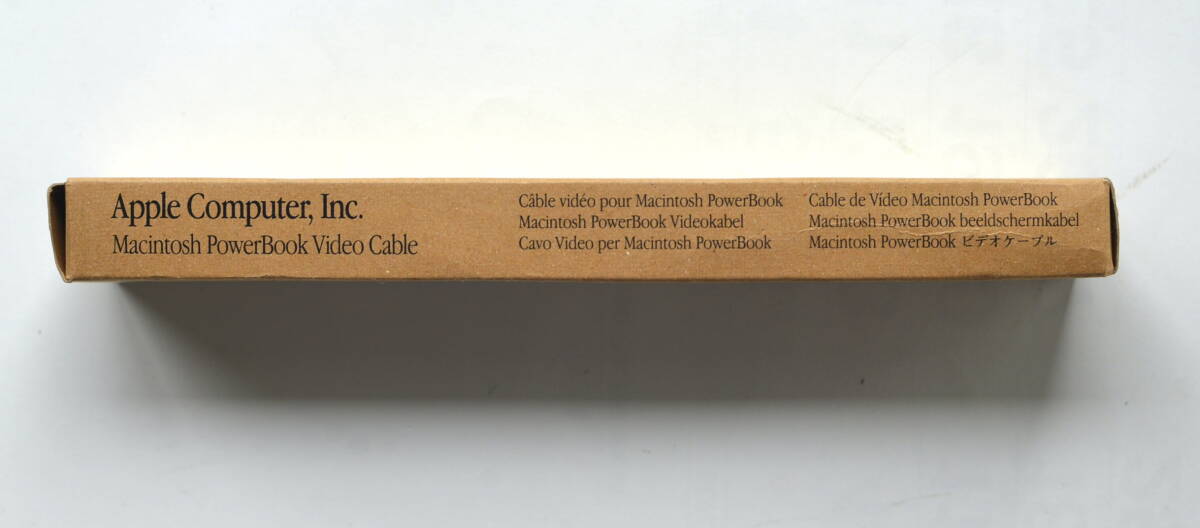 Apple Computer, Inc.
Macintosh PowerBook Video Cable
Câble vidéo pour Macintosh PowerBook
Macintosh PowerBook Videokabel
Cavo Video per Macintosh PowerBook
Cable de Vídeo Macintosh PowerBook
Macintosh PowerBook beeldschermkabel
Macintosh PowerBook ビデオケーブル